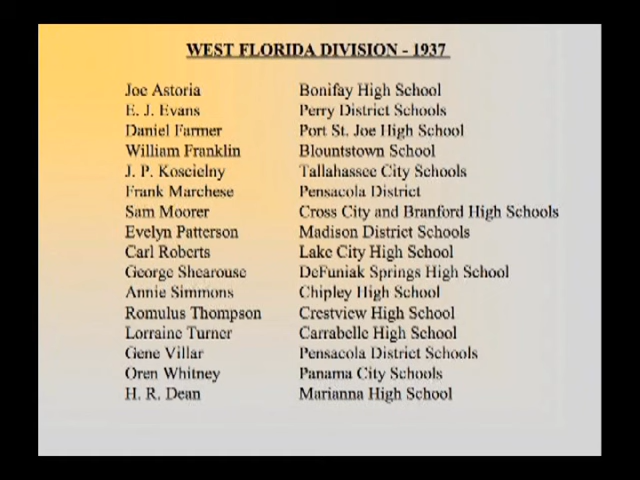 WEST FLORIDA DIVISION - 1937
Joe Astoria Bonifay High School
E. J. Evans Perry District Schools
Daniel Farmer Port St. Joe High School
William Franklin Blountstown School
J. P. Koscielny Tallahassee City Schools
Frank Marchese Pensacola District
Sam Moorer Cross City and Branford High Schools
Evelyn Patterson Madison District Schools
Carl Roberts Lake City High School
George Shearouse DeFuniak Springs High School
Annie Simmons Chipley High School
Romulus Thompson Crestview High School
Lorraine Turner Carrabelle High School
Gene Villar Pensacola District Schools
Oren Whitney Panama City Schools
H. R. Dean Marianna High School